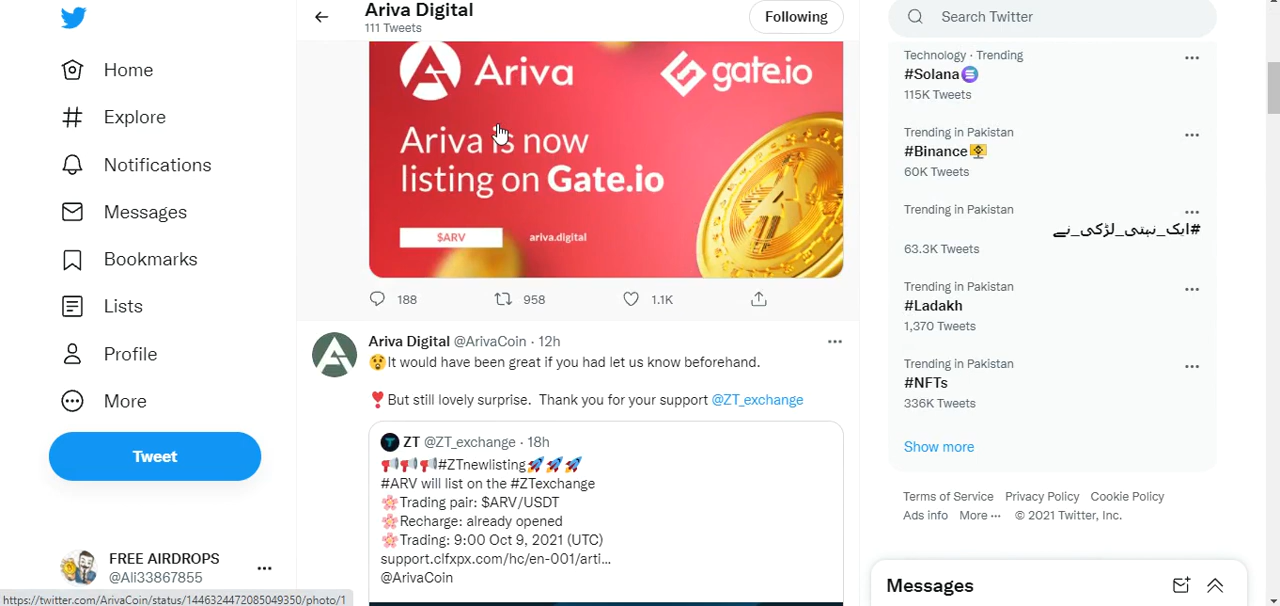 Home
Explore
Notifications
Messages
Bookmarks
Lists
Profile
More
Tweet
FREE AIRDROPS
@Ali33867855
https://twitter.com/ArivaCoin/status/1446324472085049350/photo/1
Ariva Digital
111 Tweets
Following
Ariva gate.io
Ariva is now
listing on Gate.io
$ARV ariva.digital
188 958 1.1K
Ariva Digital @ArivaCoin · 12h
😲It would have been great if you had let us know beforehand.
❣️But still lovely surprise. Thank you for your support @ZT_exchange
ZT @ZT_exchange · 18h
📢📢📢#ZTnewlisting🚀🚀🚀
#ARV will list on the #ZTexchange
🌸Trading pair: $ARV/USDT
🌸Recharge: already opened
🌸Trading: 9:00 Oct 9, 2021 (UTC)
support.clfxpx.com/hc/en-001/arti...
@ArivaCoin
Search Twitter
Technology · Trending
#Solana
115K Tweets
Trending in Pakistan
#Binance
60K Tweets
Trending in Pakistan
#ایک_نہتی_لڑکی_نے
63.3K Tweets
Trending in Pakistan
#Ladakh
1,370 Tweets
Trending in Pakistan
#NFTs
336K Tweets
Show more
Terms of Service Privacy Policy Cookie Policy
Ads info More ··· © 2021 Twitter, Inc.
Messages